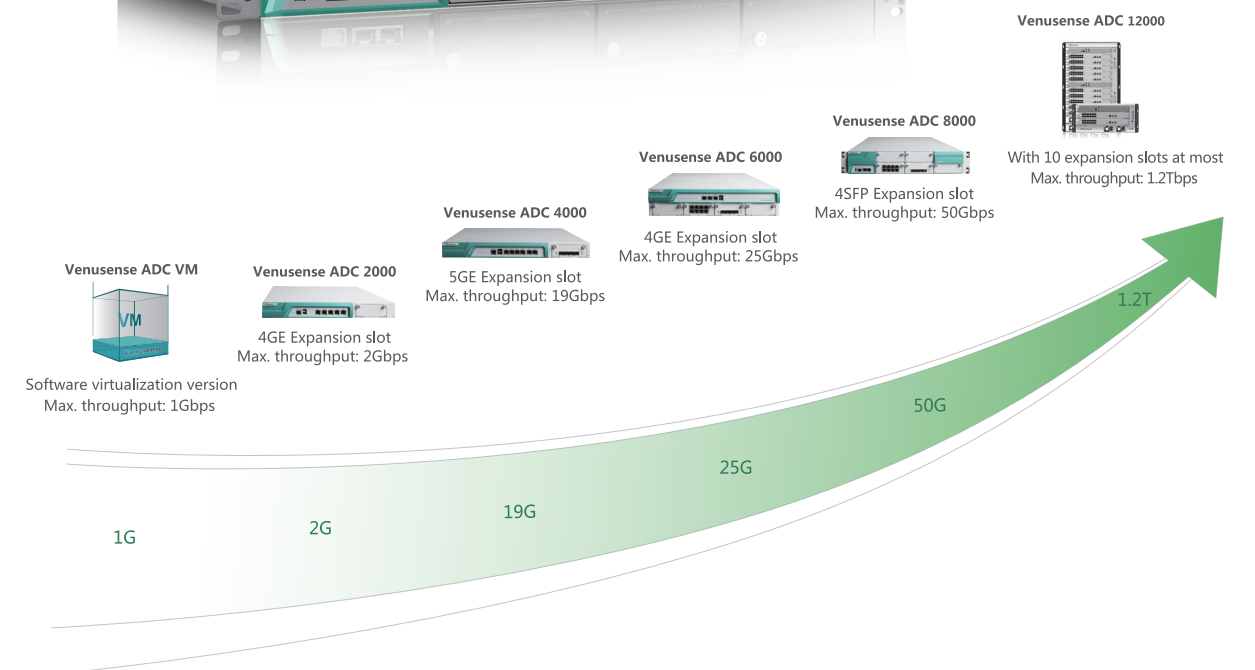 Venusense ADC 12000
With 10 expansion slots at most
Max. throughput: 1.2Tbps
Venusense ADC 8000
4SFP Expansion slot
Max. throughput: 50Gbps
Venusense ADC 6000
4GE Expansion slot
Max. throughput: 25Gbps
Venusense ADC 4000
5GE Expansion slot
Max. throughput: 19Gbps
Venusense ADC 2000
4GE Expansion slot
Max. throughput: 2Gbps
Venusense ADC VM
VM
Software virtualization version
Max. throughput: 1Gbps
1G
2G
19G
25G
50G
1.2T